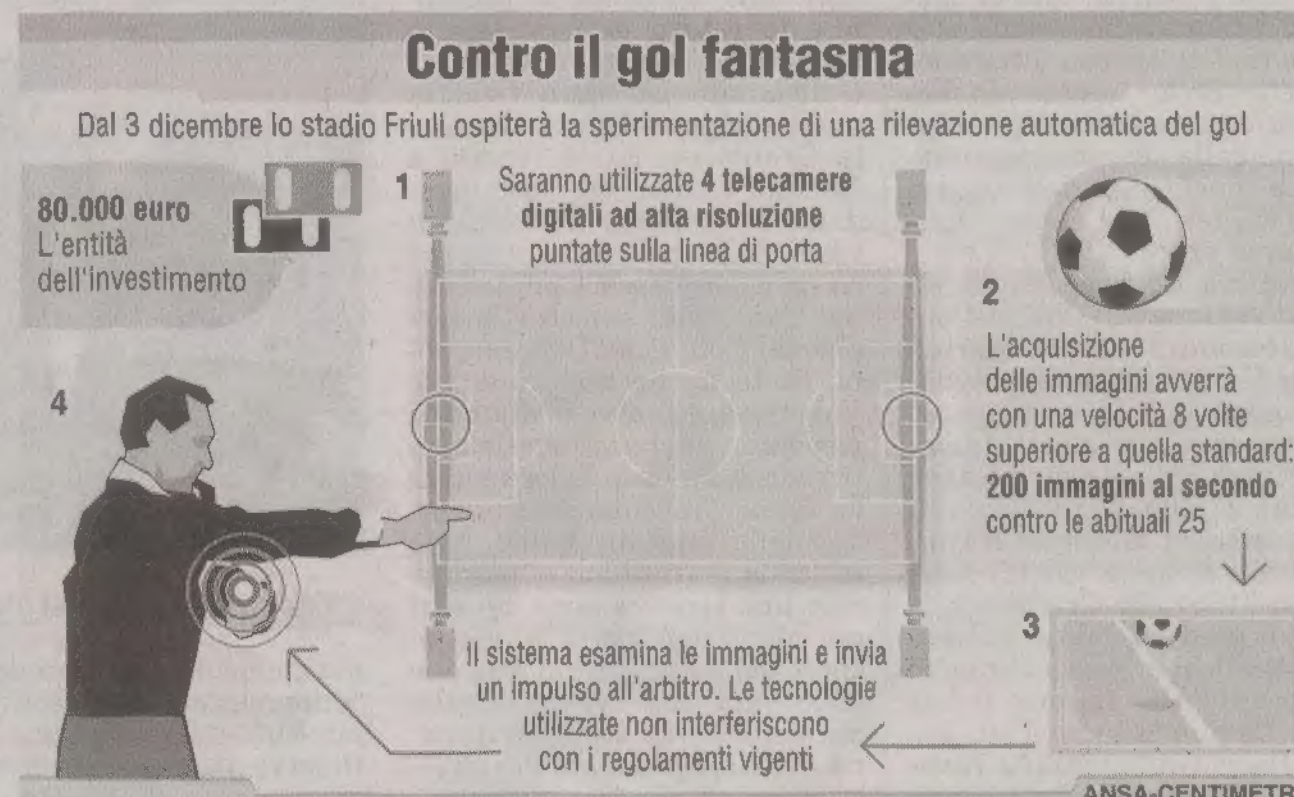 Contro il gol fantasma
Dal 3 dicembre lo stadio Friuli ospiterà la sperimentazione di una rilevazione automatica del gol
80.000 euro
L'entità
dell'investimento
1
Saranno utilizzate 4 telecamere
digitali ad alta risoluzione
puntate sulla linea di porta
2
L'acquisizione
delle immagini avverrà
con una velocità 8 volte
superiore a quella standard:
200 immagini al secondo
contro le abituali 25
3
Il sistema esamina le immagini e invia
un impulso all'arbitro. Le tecnologie
utilizzate non interferiscono
con i regolamenti vigenti
4
ANSA-CENTIMETR